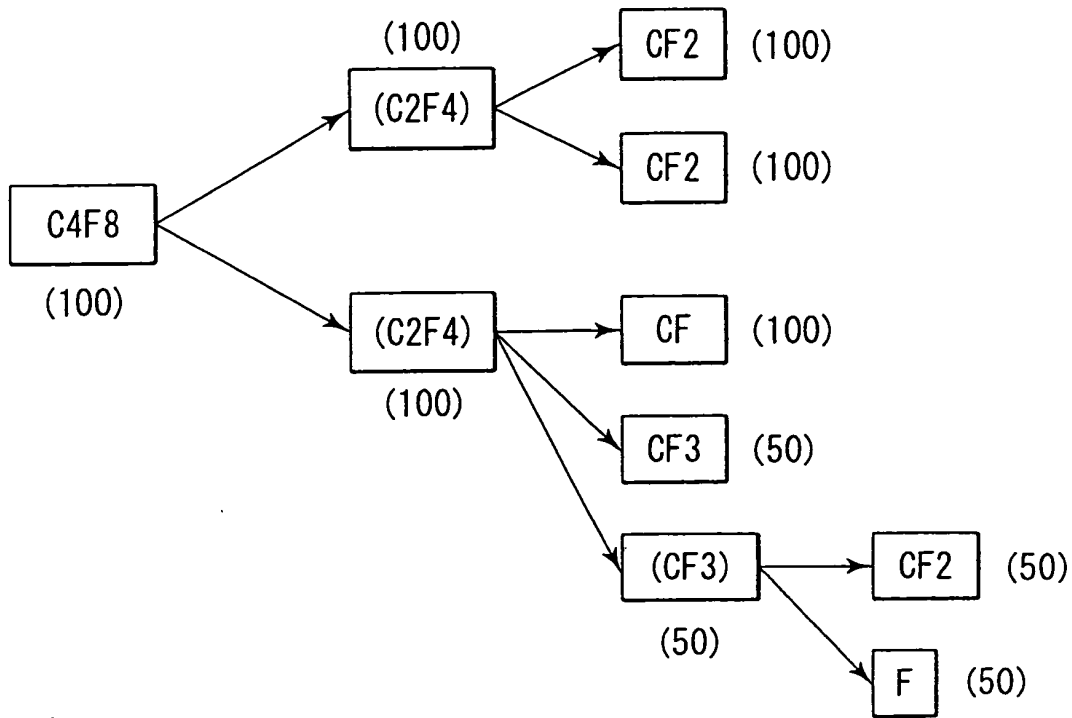 (100)
CF2 (100)
(C2F4)
CF2 (100)
C4F8
(100)
(C2F4)
(100)
CF (100)
CF3 (50)
(CF3)
(50)
CF2 (50)
F (50)